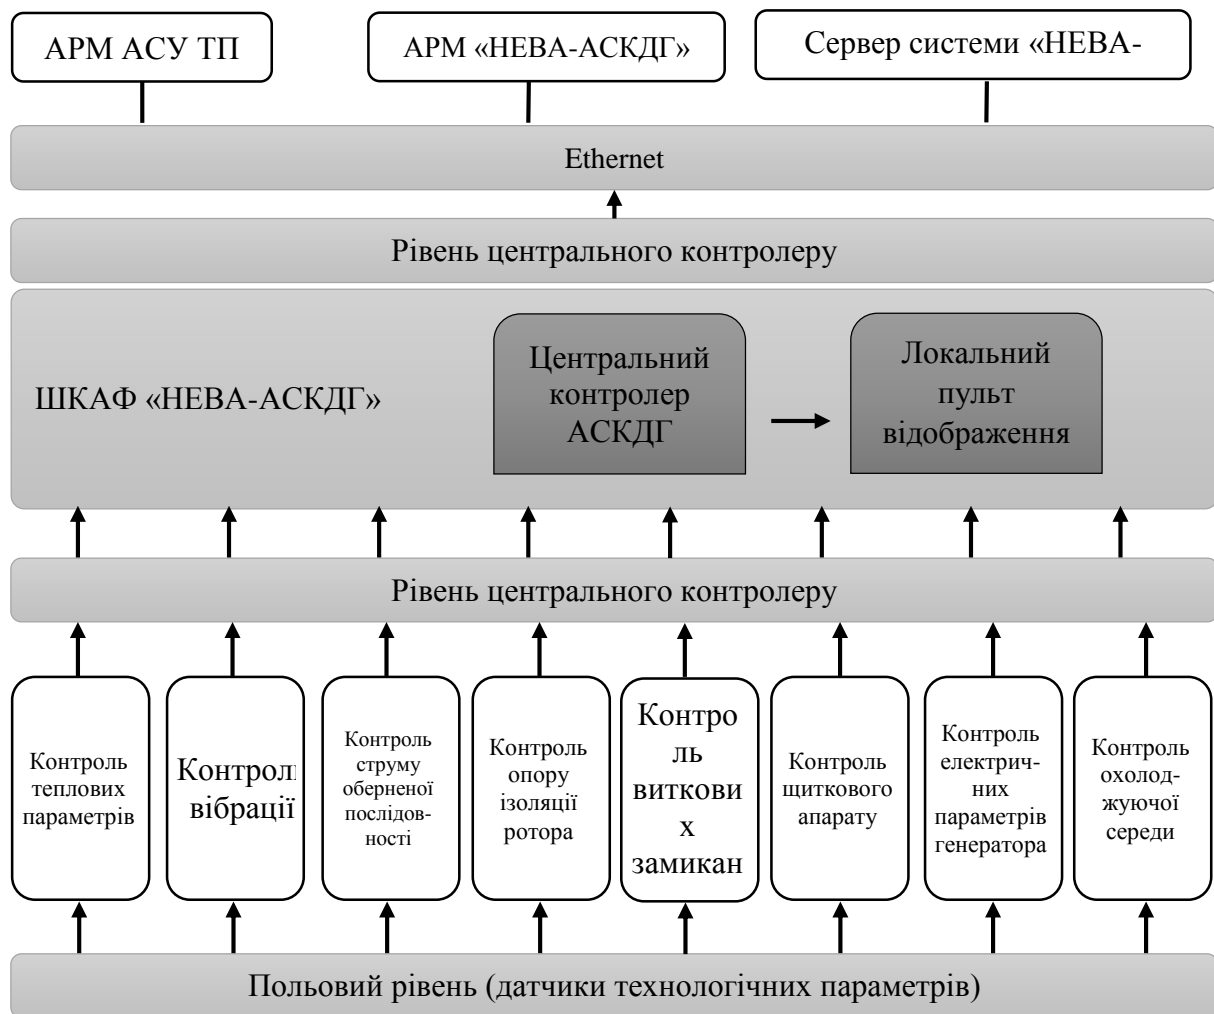 АРМ АСУ ТП
АРМ «НЕВА-АСКДГ»
Сервер системи «НЕВА-
Ethernet
Рівень центрального контролеру
ШКАФ «НЕВА-АСКДГ»
Центральний
контролер
АСКДГ
Локальний
пульт
відображення
Рівень центрального контролеру
Контроль
теплових
параметрів
Контроль
вібрації
Контроль
струму
оберненої
послідов-
ності
Контроль
опору
ізоляції
ротора
Контро
ль
виткови
х
замикан
Контроль
щиткового
апарату
Контроль
електрич-
них
параметрів
генератора
Контроль
охолод-
жуючої
середи
Польовий рівень (датчики технологічних параметрів)